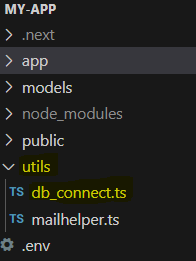 MY-APP
.next
app
models
node_modules
public
utils
TS db_connect.ts
TS mailhelper.ts
.env